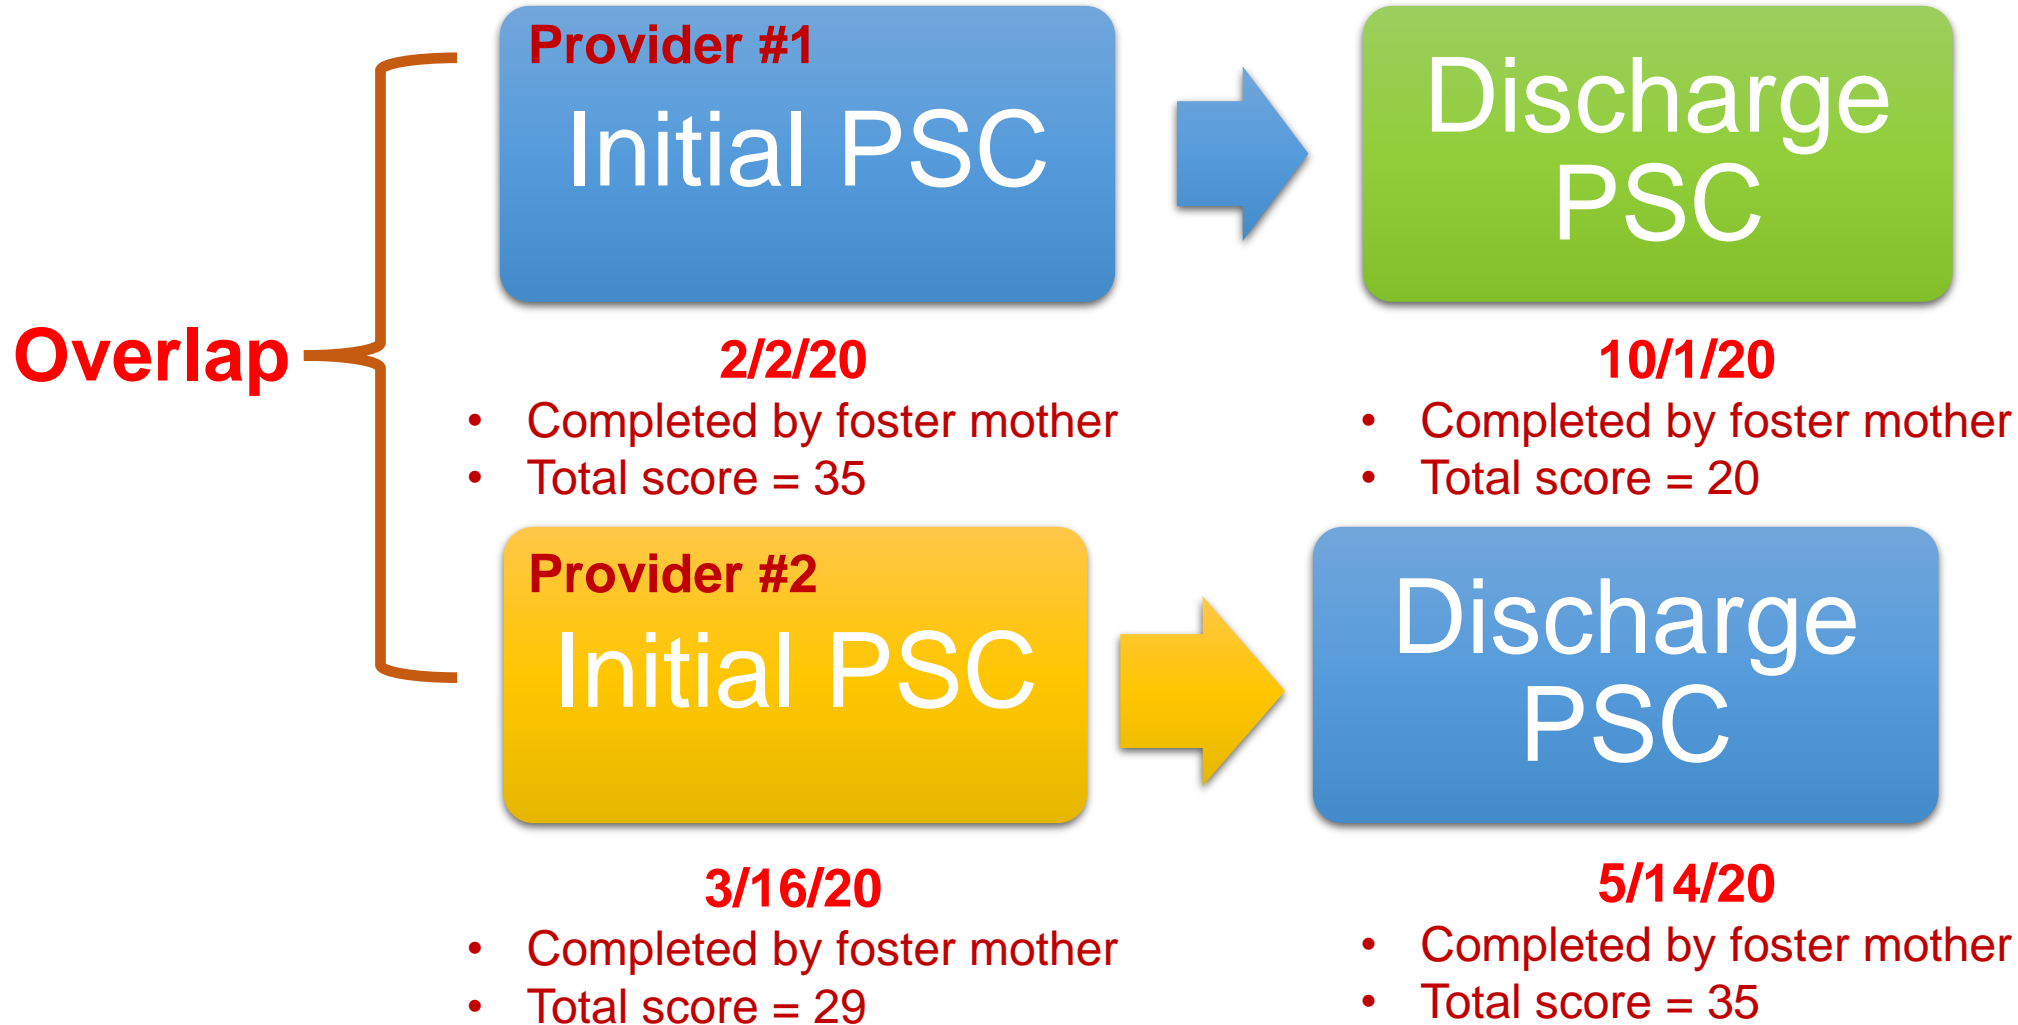 Provider #1
Initial PSC
Discharge
PSC
Overlap
2/2/20
• Completed by foster mother
• Total score = 35
10/1/20
• Completed by foster mother
• Total score = 20
Provider #2
Initial PSC
Discharge
PSC
3/16/20
• Completed by foster mother
• Total score = 29
5/14/20
• Completed by foster mother
• Total score = 35